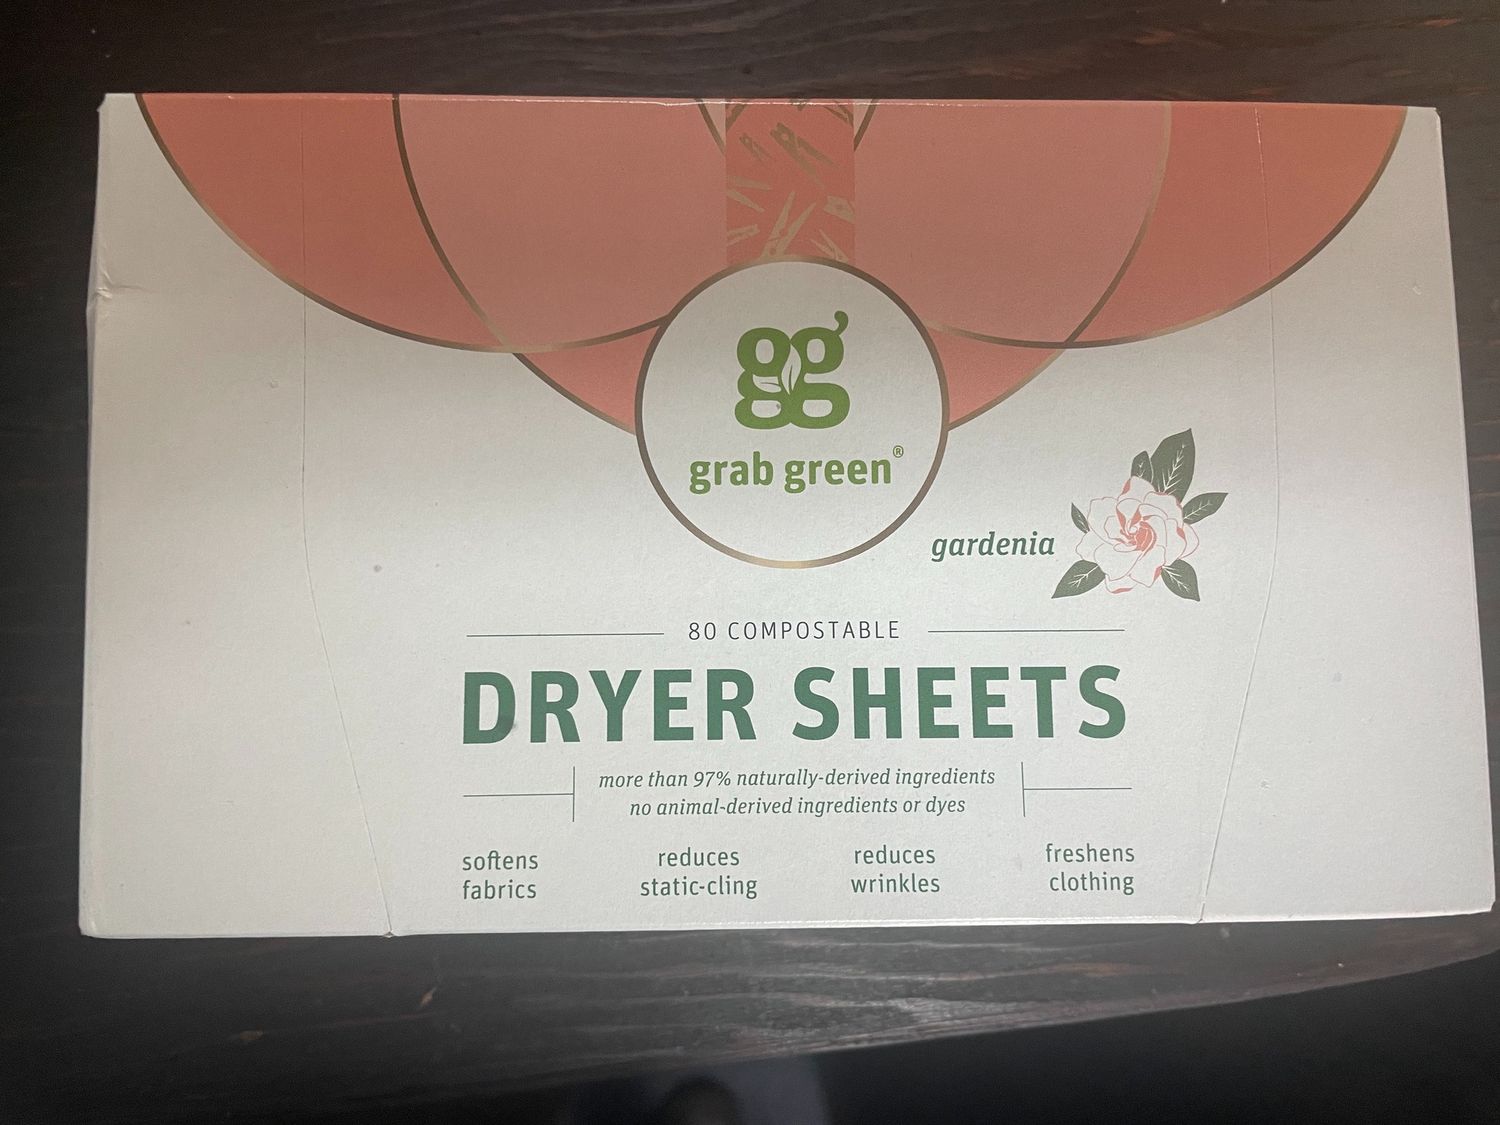 gg
grab green®
gardenia
80 COMPOSTABLE
DRYER SHEETS
more than 97% naturally-derived ingredients
no animal-derived ingredients or dyes
softens
fabrics
reduces
static-cling
reduces
wrinkles
freshens
clothing